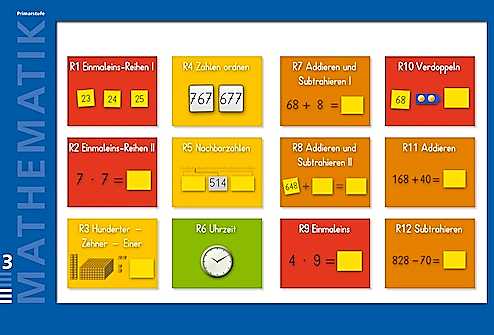 Primarstufe
MATHEMATIK
3
R1 Einmaleins-Reihen I
23 24 25
R4 Zahlen ordnen
767 677
R7 Addieren und
Subtrahieren I
68 + 8 =
R10 Verdoppeln
68
R2 Einmaleins-Reihen II
7 · 7 =
R5 Nachbarzahlen
514
R8 Addieren und
Subtrahieren II
648 + =
R11 Addieren
168 + 40 =
R3 Hunderter –
Zehner – Einer
R6 Uhrzeit
R9 Einmaleins
4 · 9 =
R12 Subtrahieren
828 – 70 =